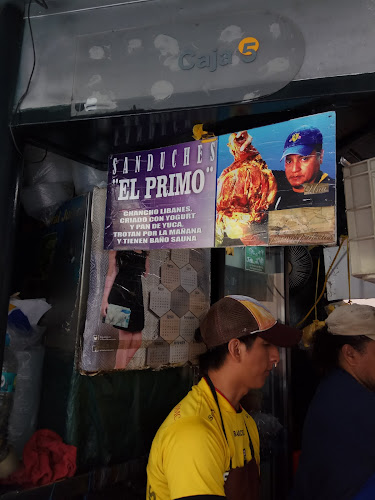 Caja 5
SANDUCHES
"EL PRIMO"
CHANCHO LIBANES,
CRIADO CON YOGURT
Y PAN DE YUCA,
TROTAN POR LA MAÑANA
Y TIENEN BAÑO SAUNA